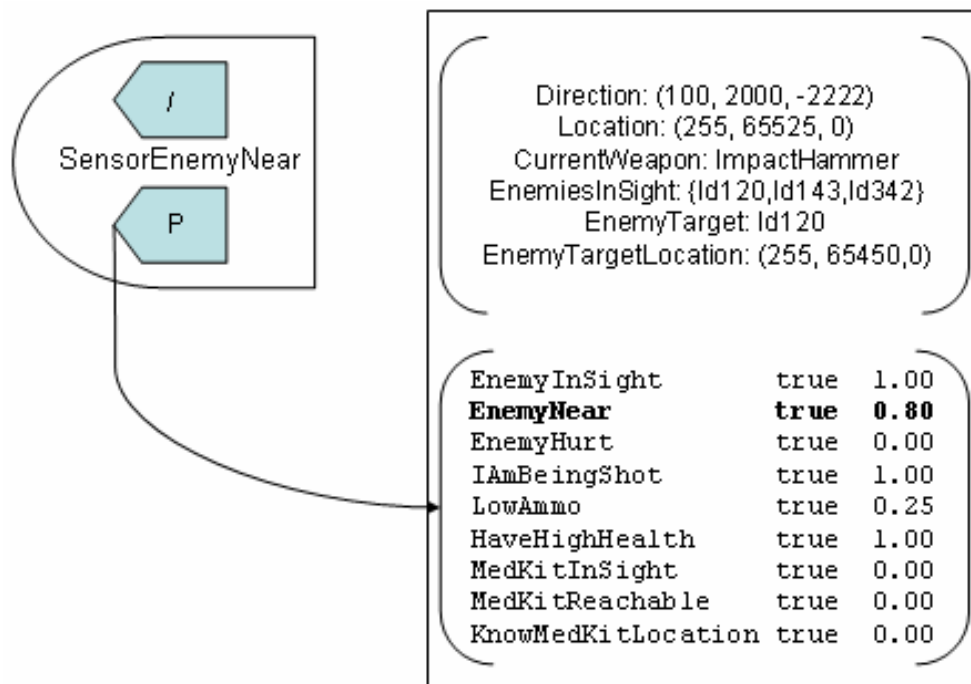 I
SensorEnemyNear
P
Direction: (100, 2000, -2222)
Location: (255, 65525, 0)
CurrentWeapon: ImpactHammer
EnemiesInSight: {Id120,Id143,Id342}
EnemyTarget: Id120
EnemyTargetLocation: (255, 65450,0)
EnemyInSight true 1.00
EnemyNear true 0.80
EnemyHurt true 0.00
IAmBeingShot true 1.00
LowAmmo true 0.25
HaveHighHealth true 1.00
MedKitInSight true 0.00
MedKitReachable true 0.00
KnowMedKitLocation true 0.00